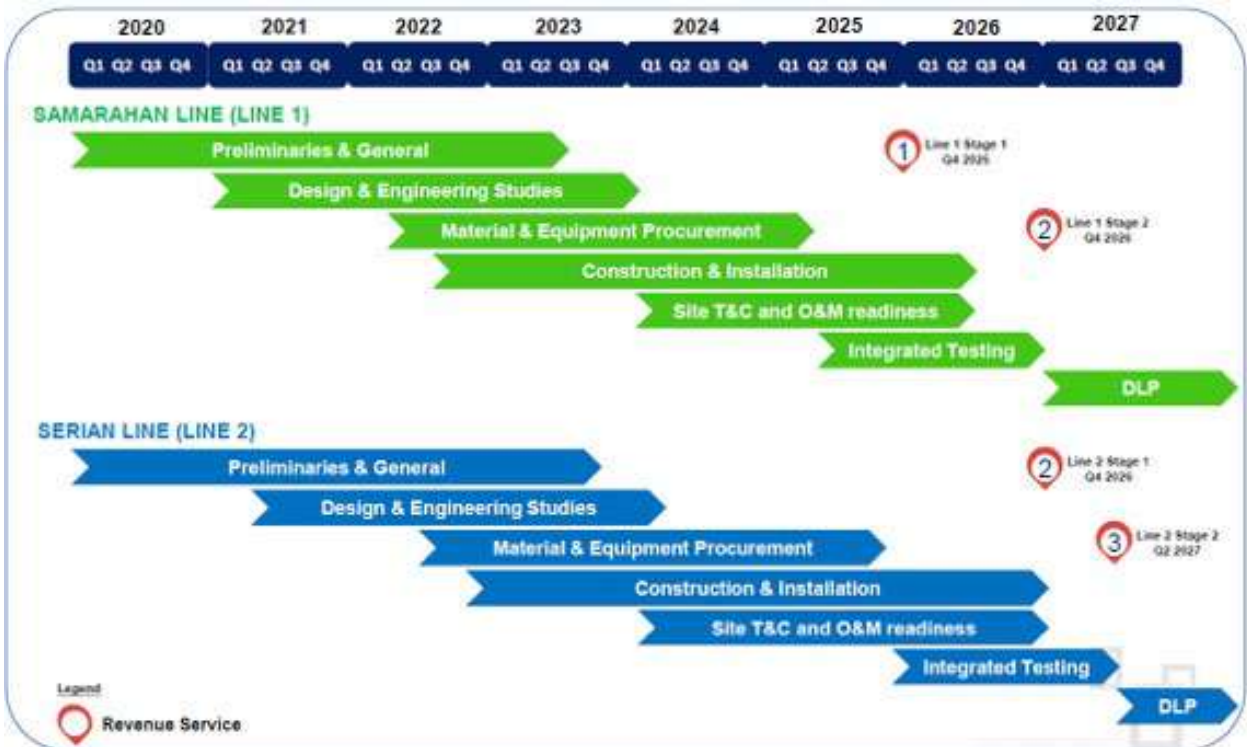 2020 2021 2022 2023 2024 2025 2026 2027
Q1 Q2 Q3 Q4 Q1 Q2 Q3 Q4 Q1 Q2 Q3 Q4 Q1 Q2 Q3 Q4 Q1 Q2 Q3 Q4 Q1 Q2 Q3 Q4 Q1 Q2 Q3 Q4 Q1 Q2 Q3 Q4
SAMARAHAN LINE (LINE 1)
Preliminaries & General
1 Line 1 Stage 1
Q4 2025
Design & Engineering Studies
Material & Equipment Procurement
2 Line 1 Stage 2
Q4 2026
Construction & Installation
Site T&C and O&M readiness
Integrated Testing
DLP
SERIAN LINE (LINE 2)
Preliminaries & General
2 Line 2 Stage 1
Q4 2026
Design & Engineering Studies
Material & Equipment Procurement
3 Line 2 Stage 2
Q2 2027
Construction & Installation
Site T&C and O&M readiness
Integrated Testing
DLP
Legend
Revenue Service